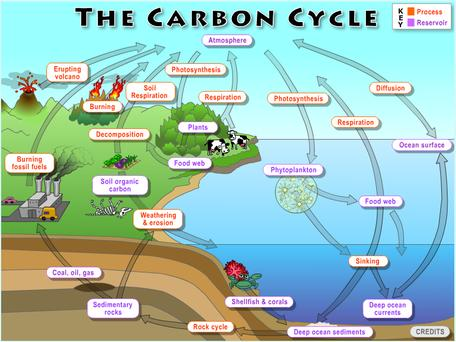 THE CARBON CYCLE
KEY
Process
Reservoir
Atmosphere
Erupting
volcano
Photosynthesis
Soil
Respiration
Diffusion
Burning
Respiration
Photosynthesis
Respiration
Decomposition
Plants
Ocean surface
Burning
fossil fuels
Food web
Phytoplankton
Soil organic
carbon
Food web
Weathering
& erosion
Sinking
Coal, oil, gas
Shellfish & corals
Sedimentary
rocks
Deep ocean
currents
Rock cycle
Deep ocean sediments
CREDITS